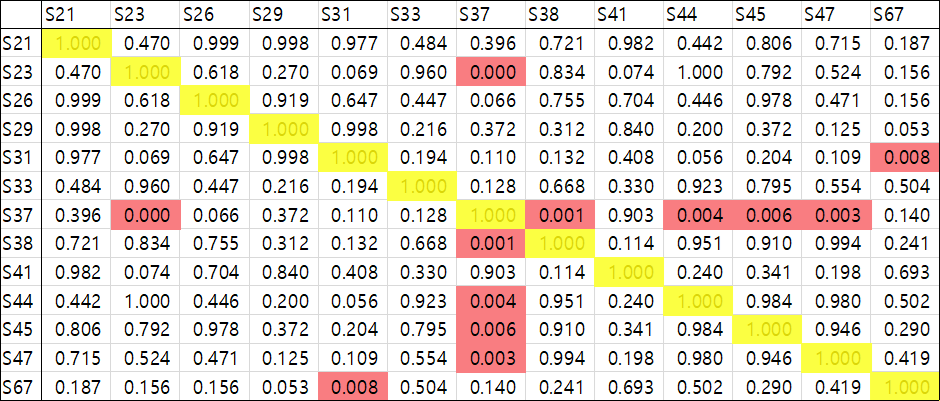 S21 S23 S26 S29 S31 S33 S37 S38 S41 S44 S45 S47 S67
S21 1.000 0.470 0.999 0.998 0.977 0.484 0.396 0.721 0.982 0.442 0.806 0.715 0.187
S23 0.470 1.000 0.618 0.270 0.069 0.960 0.000 0.834 0.074 1.000 0.792 0.524 0.156
S26 0.999 0.618 1.000 0.919 0.647 0.447 0.066 0.755 0.704 0.446 0.978 0.471 0.156
S29 0.998 0.270 0.919 1.000 0.998 0.216 0.372 0.312 0.840 0.200 0.372 0.125 0.053
S31 0.977 0.069 0.647 0.998 1.000 0.194 0.110 0.132 0.408 0.056 0.204 0.109 0.008
S33 0.484 0.960 0.447 0.216 0.194 1.000 0.128 0.668 0.330 0.923 0.795 0.554 0.504
S37 0.396 0.000 0.066 0.372 0.110 0.128 1.000 0.001 0.903 0.004 0.006 0.003 0.140
S38 0.721 0.834 0.755 0.312 0.132 0.668 0.001 1.000 0.114 0.951 0.910 0.994 0.241
S41 0.982 0.074 0.704 0.840 0.408 0.330 0.903 0.114 1.000 0.240 0.341 0.198 0.693
S44 0.442 1.000 0.446 0.200 0.056 0.923 0.004 0.951 0.240 1.000 0.984 0.980 0.502
S45 0.806 0.792 0.978 0.372 0.204 0.795 0.006 0.910 0.341 0.984 1.000 0.946 0.290
S47 0.715 0.524 0.471 0.125 0.109 0.554 0.003 0.994 0.198 0.980 0.946 1.000 0.419
S67 0.187 0.156 0.156 0.053 0.008 0.504 0.140 0.241 0.693 0.502 0.290 0.419 1.000